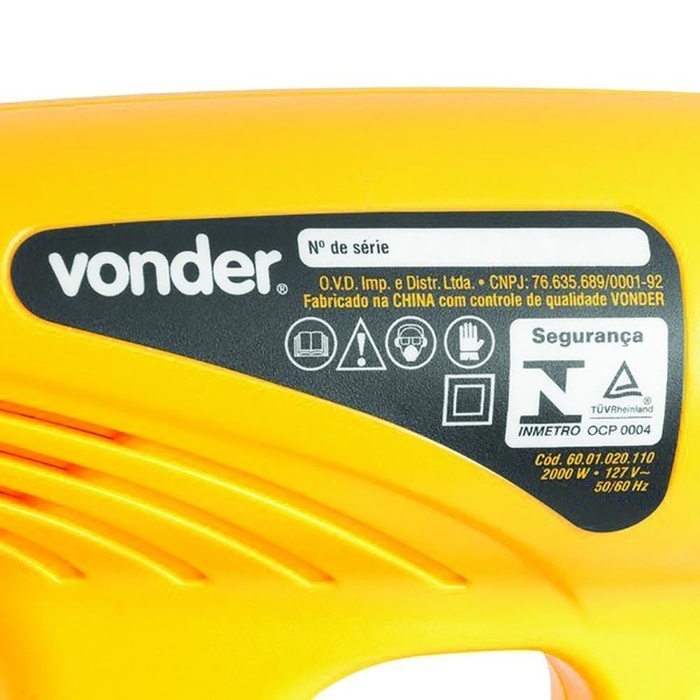 vonder®
Nº de série
O.V.D. Imp. e Distr. Ltda. • CNPJ: 76.635.689/0001-92
Fabricado na CHINA com controle de qualidade VONDER
Segurança
TÜVRheinland
INMETRO OCP 0004
Cód. 60.01.020.110
2000 W • 127 V~
50/60 Hz